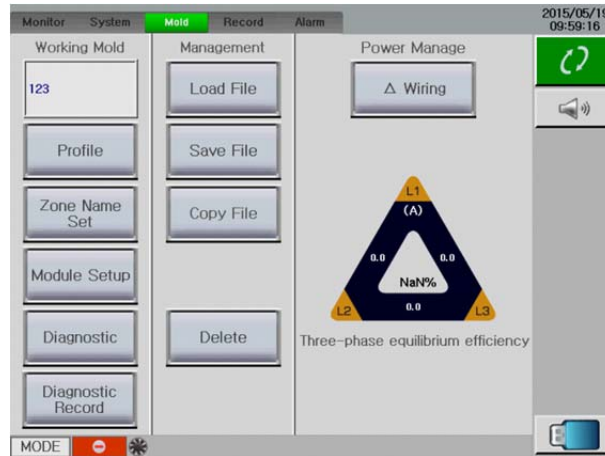 Monitor System Mold Record Alarm
2015/05/19
09:59:16
Working Mold
123
Profile
Zone Name
Set
Module Setup
Diagnostic
Diagnostic
Record
Management
Load File
Save File
Copy File
Delete
Power Manage
Δ Wiring
L1
(A)
0.0 0.0
NaN%
L2 0.0 L3
Three-phase equilibrium efficiency
MODE